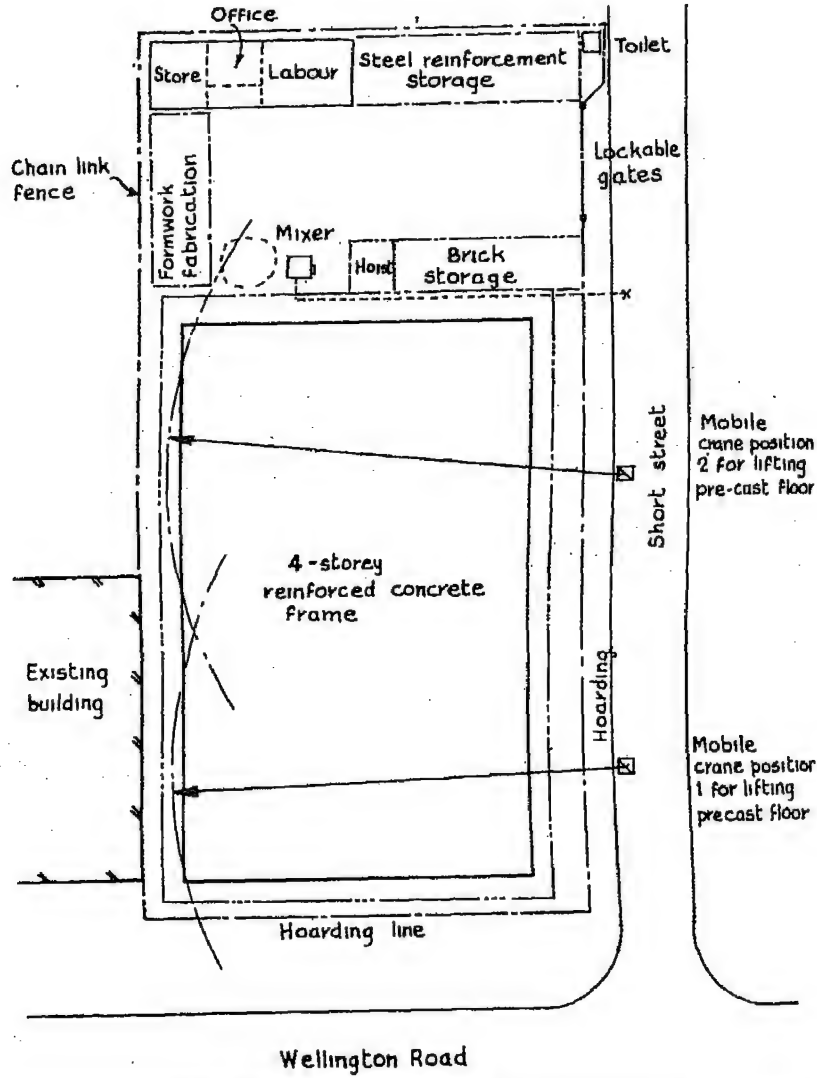 Office
Toilet
Store
Labour
Steel reinforcement
storage
Lockable
gates
Chain link
fence
Formwork
fabrication
Mixer
Hoist
Brick
storage
Short street
Mobile
crane position
2 for lifting
pre-cast floor
4-storey
reinforced concrete
frame
Existing
building
Hoarding
Mobile
crane position
1 for lifting
precast floor
Hoarding line
Wellington Road